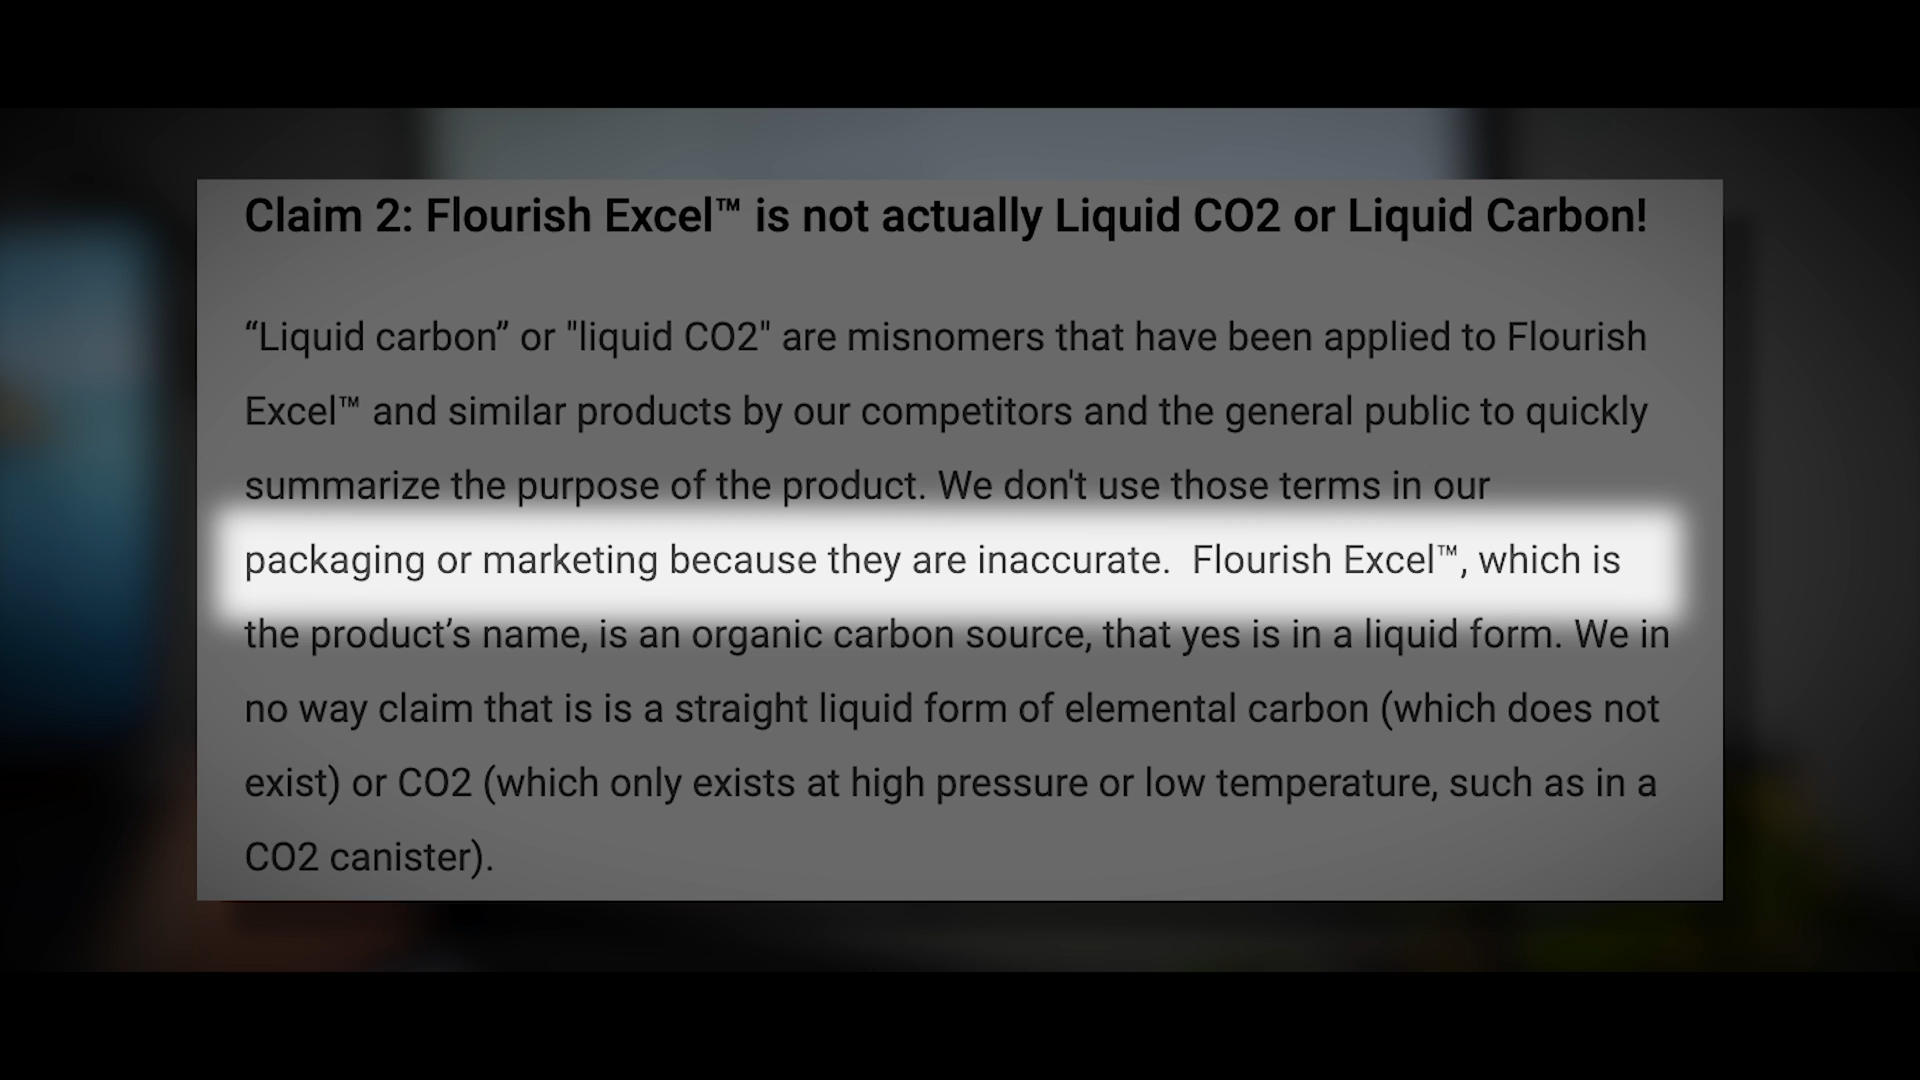 Claim 2: Flourish Excel™ is not actually Liquid CO2 or Liquid Carbon!
“Liquid carbon” or "liquid CO2" are misnomers that have been applied to Flourish
Excel™ and similar products by our competitors and the general public to quickly
summarize the purpose of the product. We don't use those terms in our
packaging or marketing because they are inaccurate.  Flourish Excel™, which is
the product’s name, is an organic carbon source, that yes is in a liquid form. We in
no way claim that is is a straight liquid form of elemental carbon (which does not
exist) or CO2 (which only exists at high pressure or low temperature, such as in a
CO2 canister).